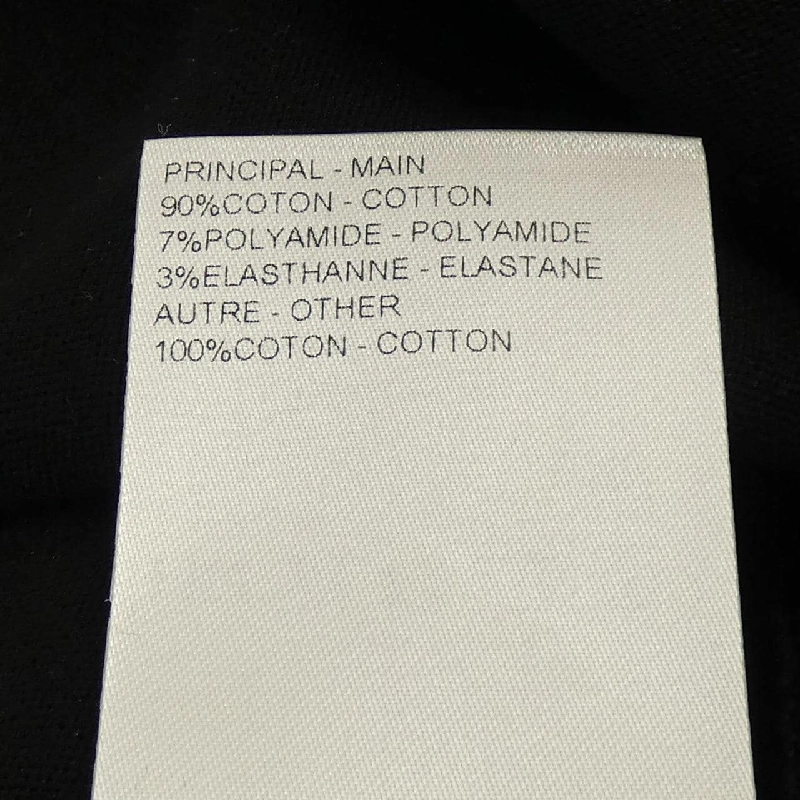 PRINCIPAL - MAIN
90%COTON - COTTON
7%POLYAMIDE - POLYAMIDE
3%ELASTHANNE - ELASTANE
AUTRE - OTHER
100%COTON - COTTON